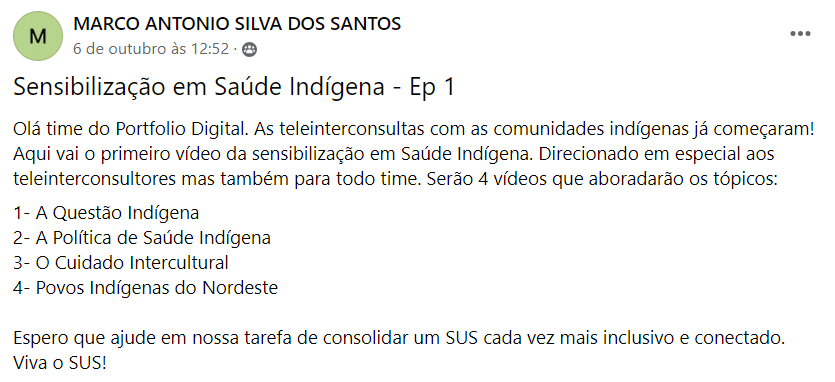 M
MARCO ANTONIO SILVA DOS SANTOS
6 de outubro às 12:52 ·
Sensibilização em Saúde Indígena - Ep 1
Olá time do Portfolio Digital. As teleinterconsultas com as comunidades indígenas já começaram!
Aqui vai o primeiro vídeo da sensibilização em Saúde Indígena. Direcionado em especial aos
teleinterconsultores mas também para todo time. Serão 4 vídeos que aboradarão os tópicos:
1- A Questão Indígena
2- A Política de Saúde Indígena
3- O Cuidado Intercultural
4- Povos Indígenas do Nordeste
Espero que ajude em nossa tarefa de consolidar um SUS cada vez mais inclusivo e conectado.
Viva o SUS!